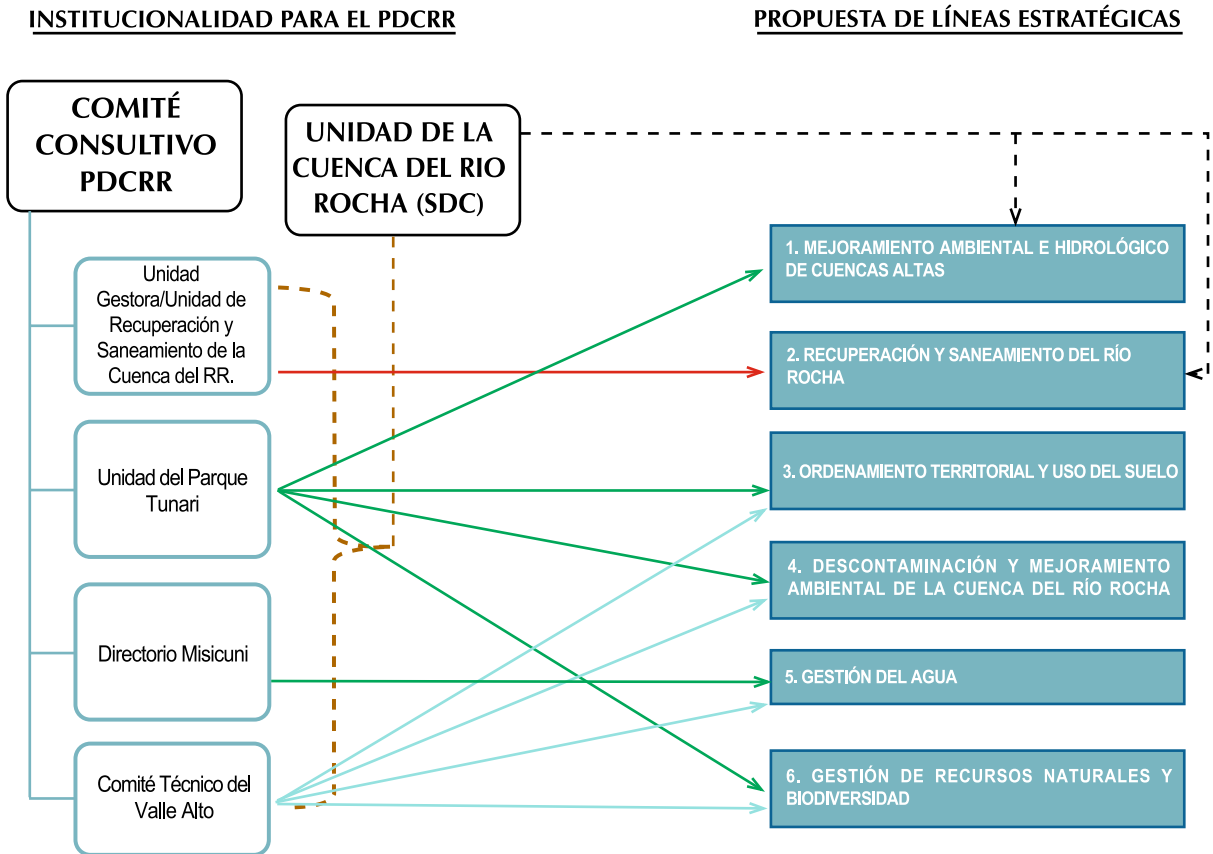 INSTITUCIONALIDAD PARA EL PDCRR
PROPUESTA DE LÍNEAS ESTRATÉGICAS
COMITÉ
CONSULTIVO
PDCRR
UNIDAD DE LA
CUENCA DEL RIO
ROCHA (SDC)
Unidad
Gestora/Unidad de
Recuperación y
Saneamiento de la
Cuenca del RR.
Unidad del Parque
Tunari
Directorio Misicuni
Comité Técnico del
Valle Alto
1. MEJORAMIENTO AMBIENTAL E HIDROLÓGICO
DE CUENCAS ALTAS
2. RECUPERACIÓN Y SANEAMIENTO DEL RÍO
ROCHA
3. ORDENAMIENTO TERRITORIAL Y USO DEL SUELO
4. DESCONTAMINACIÓN Y MEJORAMIENTO
AMBIENTAL DE LA CUENCA DEL RÍO ROCHA
5. GESTIÓN DEL AGUA
6. GESTIÓN DE RECURSOS NATURALES Y
BIODIVERSIDAD